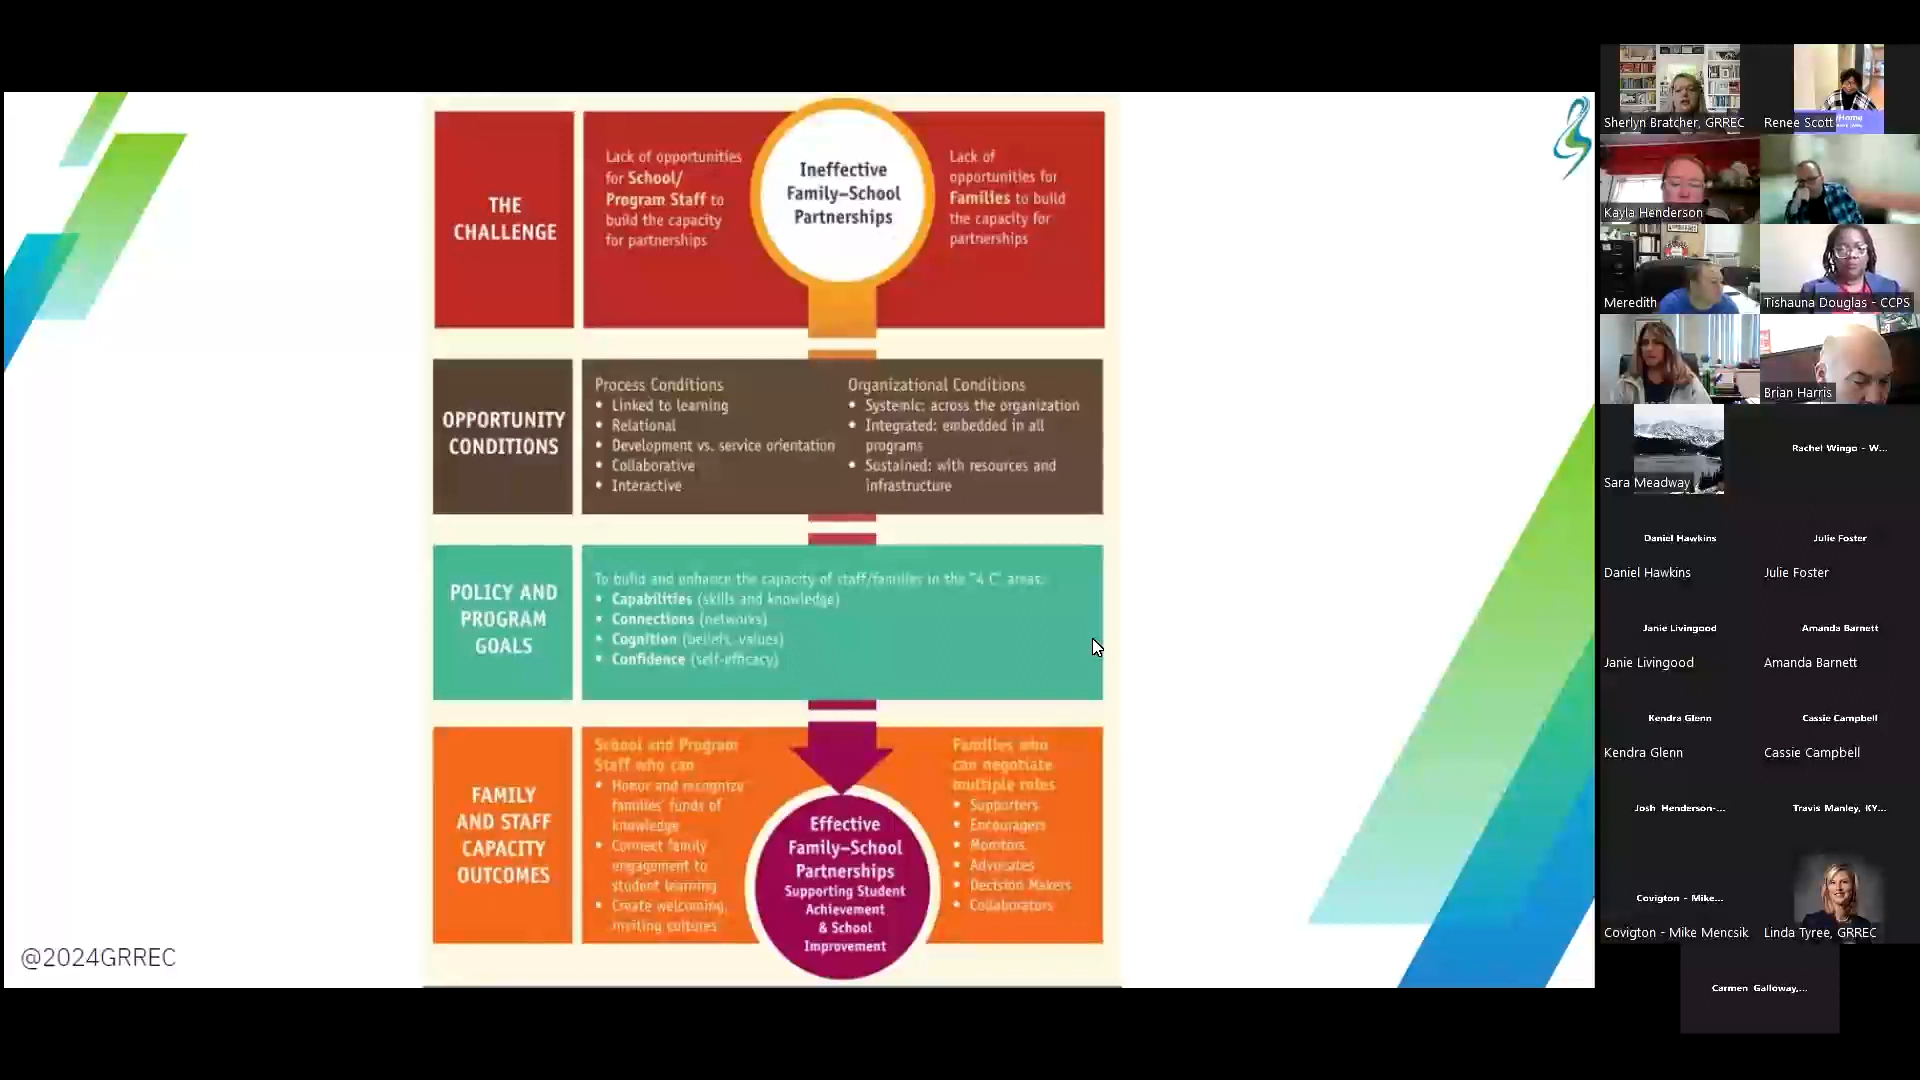 THE
CHALLENGE
Lack of opportunities
for School/
Program Staff to
build the capacity
for partnerships
Ineffective
Family–School
Partnerships
Lack of
opportunities for
Families to build
the capacity for
partnerships
OPPORTUNITY
CONDITIONS
Process Conditions
• Linked to learning
• Relational
• Development vs. service orientation
• Collaborative
• Interactive
Organizational Conditions
• Systemic: across the organization
• Integrated: embedded in all
programs
• Sustained: with resources and
infrastructure
POLICY AND
PROGRAM
GOALS
To build and enhance the capacity of staff/families in the "4 C" areas:
• Capabilities (skills and knowledge)
• Connections (networks)
• Cognition (beliefs, values)
• Confidence (self-efficacy)
FAMILY
AND STAFF
CAPACITY
OUTCOMES
School and Program
Staff who can
• Honor and recognize
families' funds of
knowledge
• Connect family
engagement to
student learning
• Create welcoming,
inviting cultures
Effective
Family–School
Partnerships
Supporting Student
Achievement
& School
Improvement
Families who
can negotiate
multiple roles
• Supporters
• Encouragers
• Monitors
• Advocates
• Decision Makers
• Collaborators
@2024GRREC
Sherlyn Bratcher, GRREC
Renee Scott
Kayla Henderson
Meredith
Tishauna Douglas - CCPS
Brian Harris
Sara Meadway
Rachel Wingo - W...
Daniel Hawkins
Daniel Hawkins
Julie Foster
Julie Foster
Janie Livingood
Janie Livingood
Amanda Barnett
Amanda Barnett
Kendra Glenn
Kendra Glenn
Cassie Campbell
Cassie Campbell
Josh Henderson-...
Travis Manley, KY...
Covigton - Mike...
Covigton - Mike Mencsik
Linda Tyree, GRREC
Carmen Galloway,...